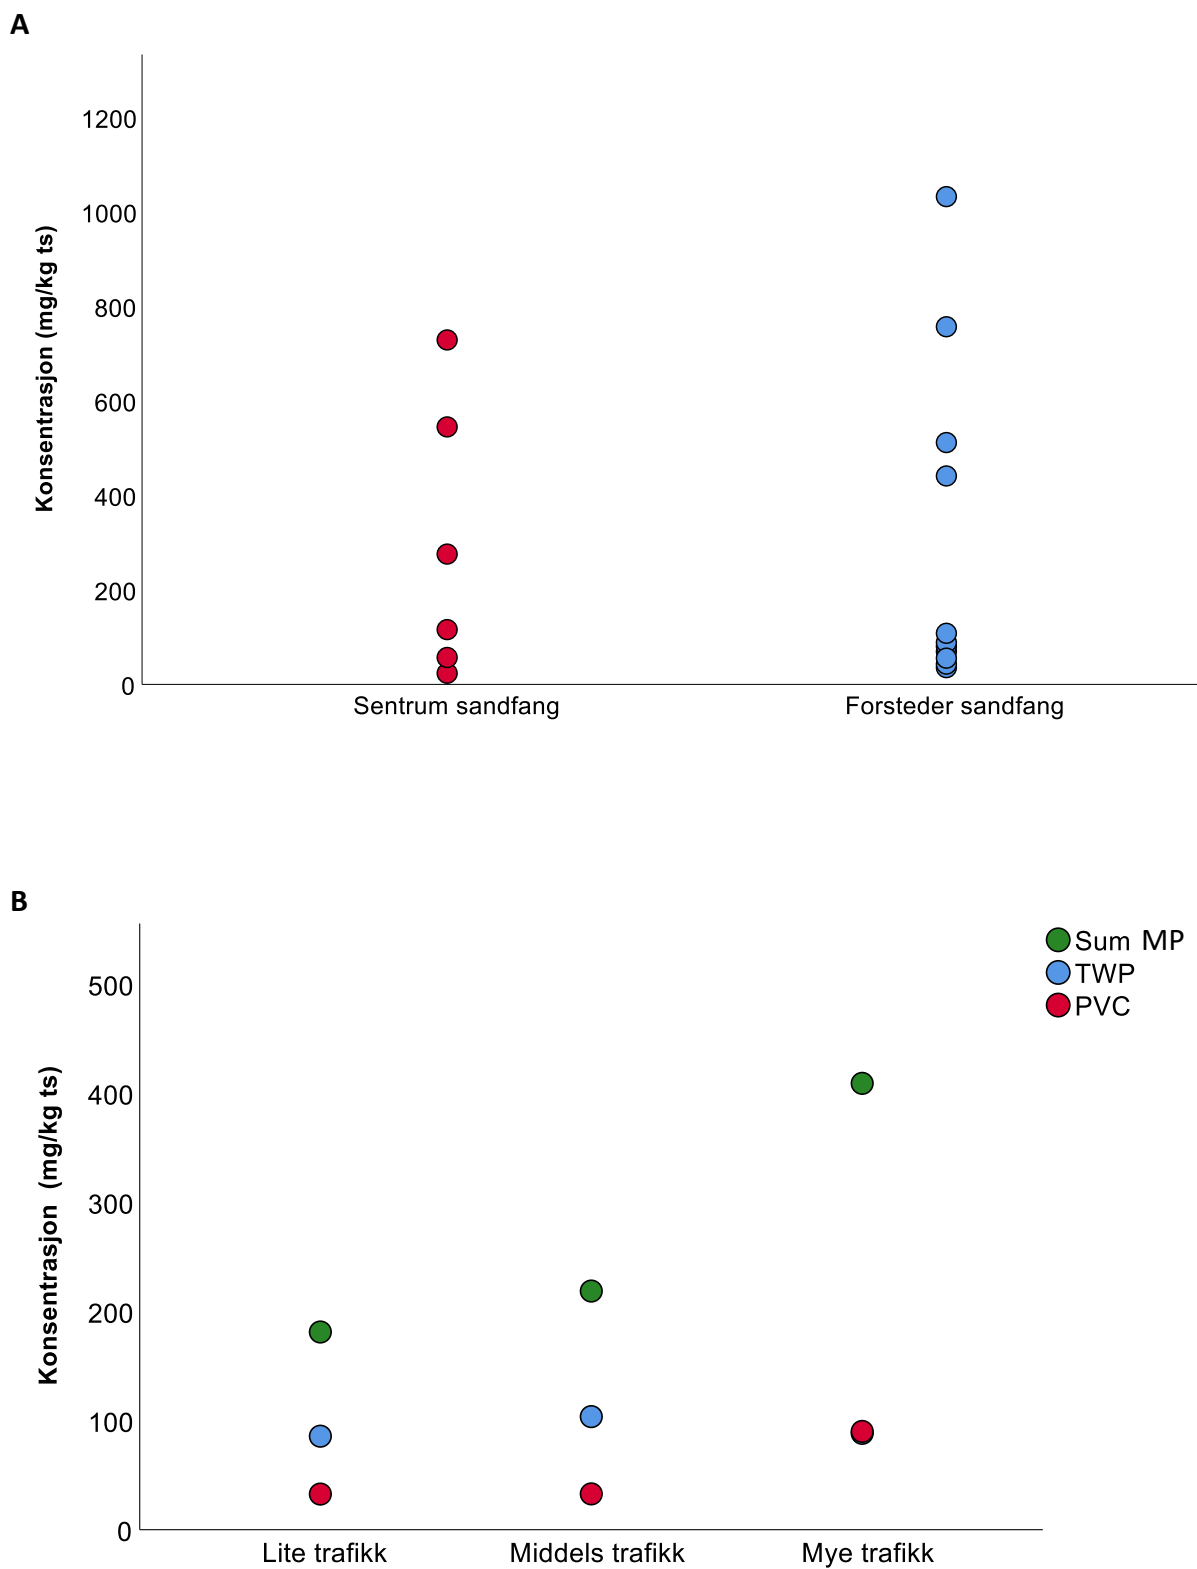 A
Konsentrasjon (mg/kg ts)
1200
1000
800
600
400
200
0
Sentrum sandfang
Forsteder sandfang
B
Sum MP
TWP
PVC
Konsentrasjon (mg/kg ts)
500
400
300
200
100
0
Lite trafikk
Middels trafikk
Mye trafikk